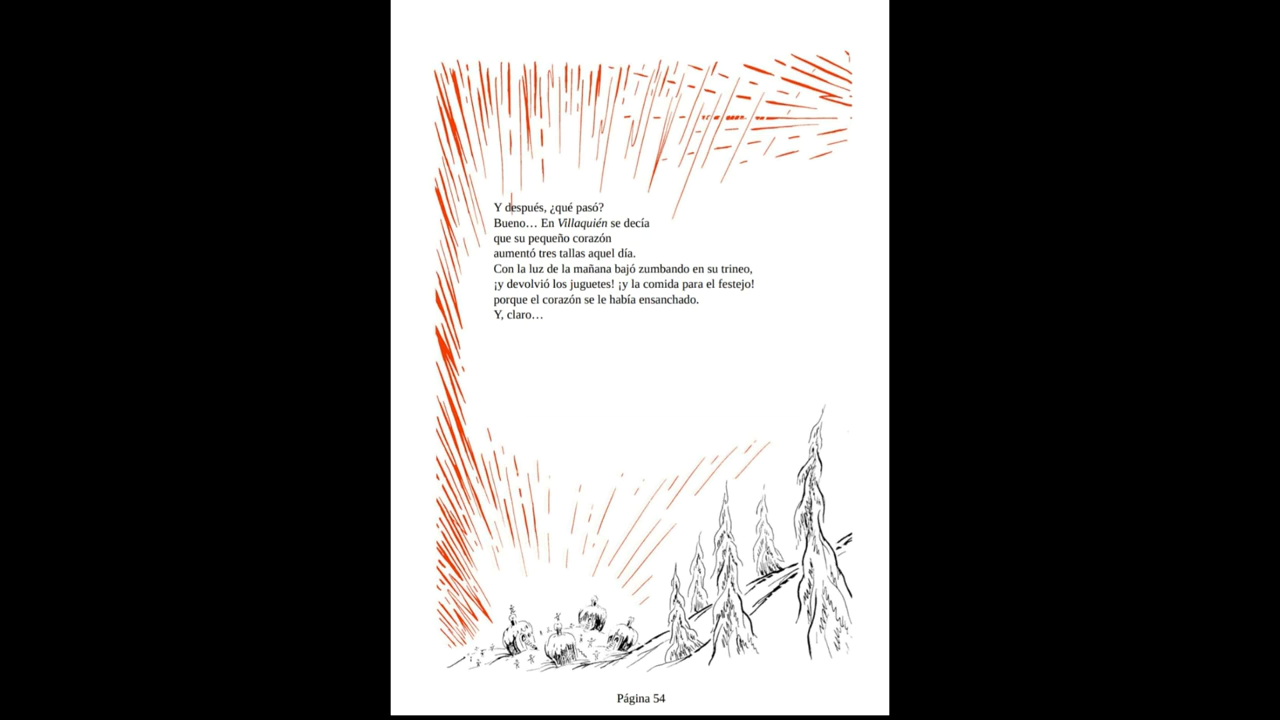 Y después, ¿qué pasó?
Bueno… En Villaquién se decía
que su pequeño corazón
aumentó tres tallas aquel día.
Con la luz de la mañana bajó zumbando en su trineo,
¡y devolvió los juguetes! ¡y la comida para el festejo!
porque el corazón se le había ensanchado.
Y, claro…
Página 54